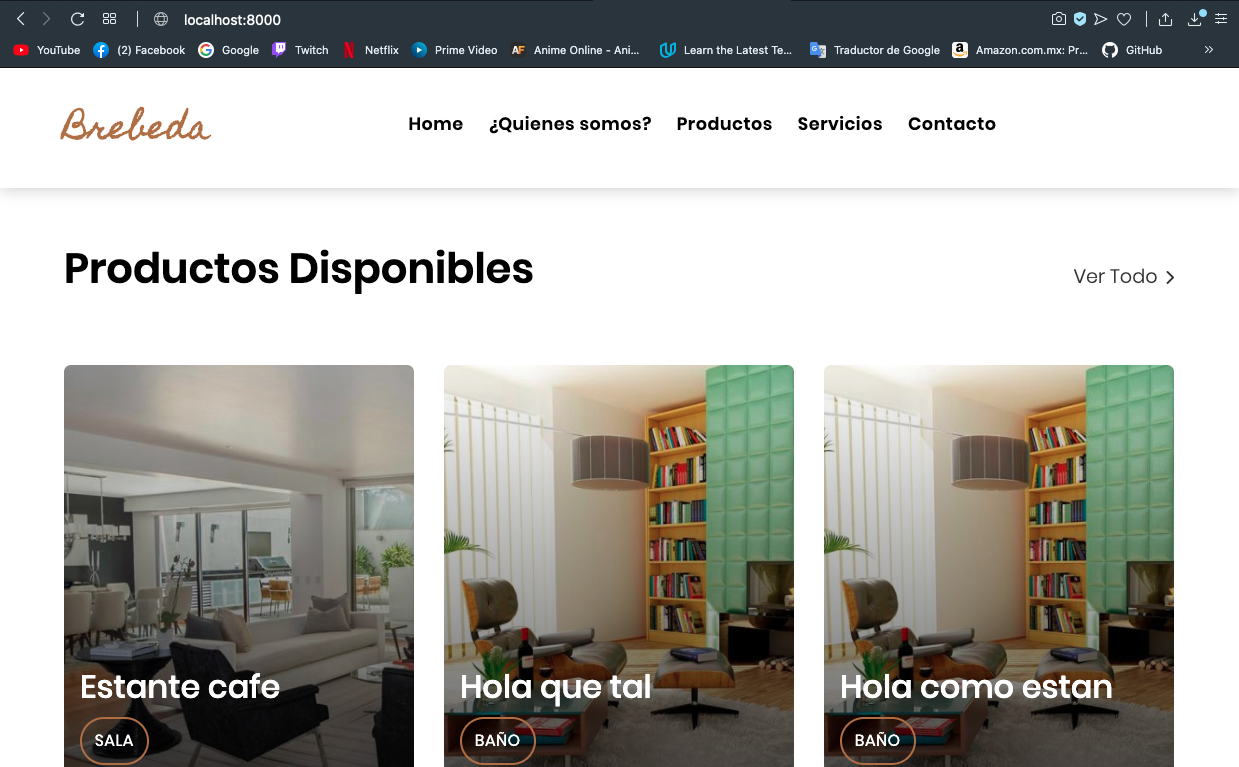 localhost:8000
YouTube (2) Facebook Google Twitch Netflix Prime Video AF Anime Online - Ani... Learn the Latest Te... Traductor de Google Amazon.com.mx: Pr... GitHub
Brebeda Home ¿Quienes somos? Productos Servicios Contacto
Productos Disponibles
Ver Todo
Estante cafe
SALA
Hola que tal
BAÑO
Hola como estan
BAÑO